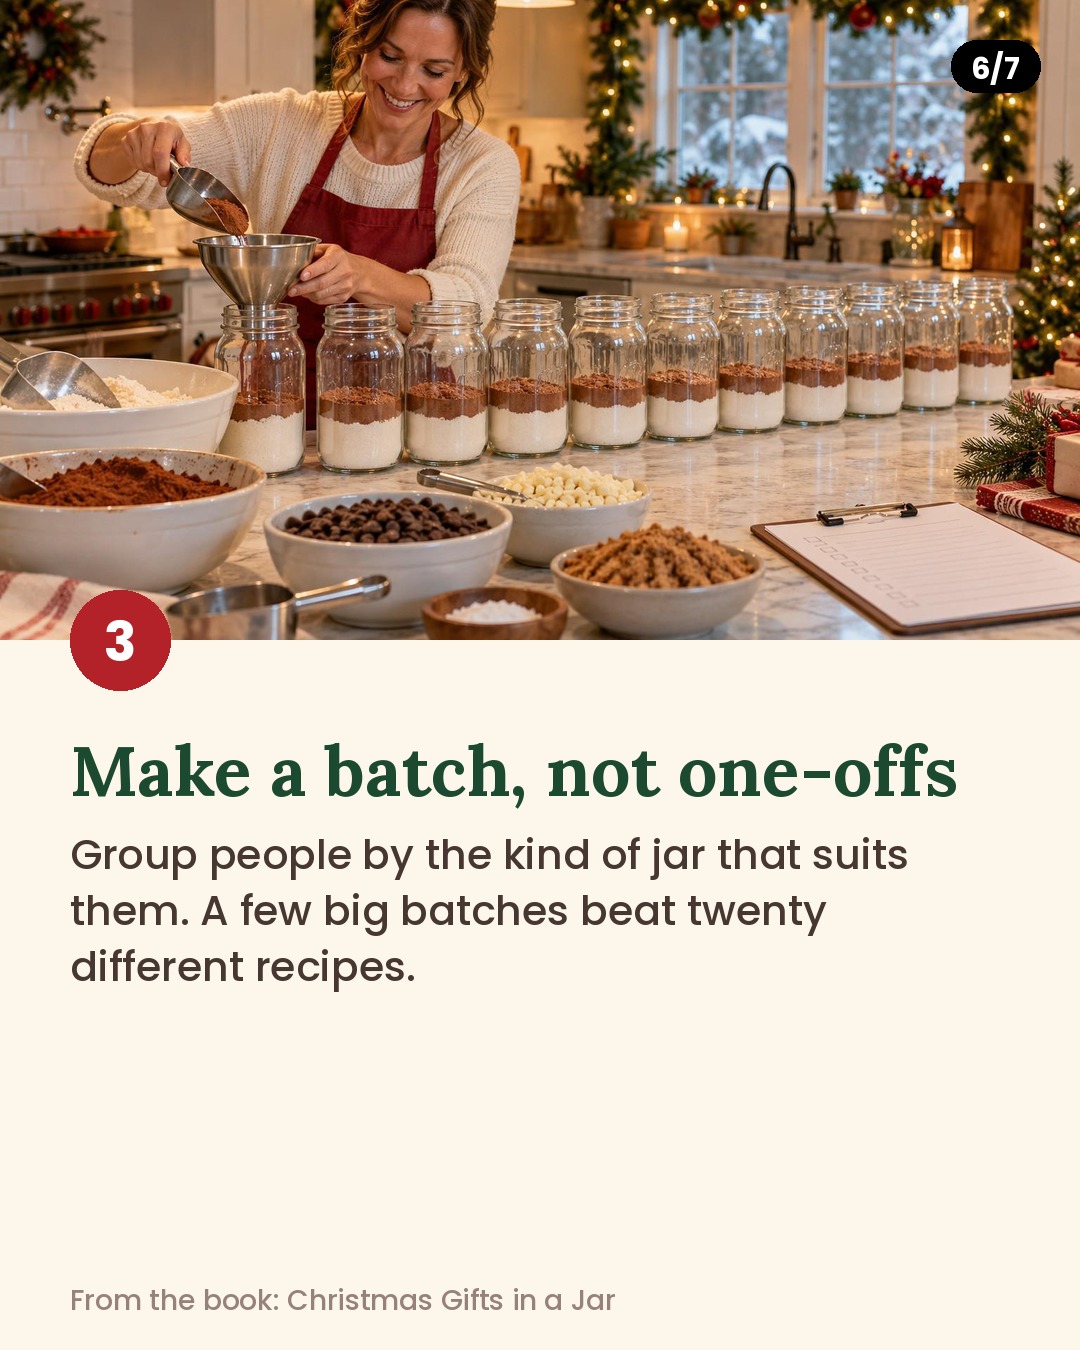 6/7
3
Make a batch, not one-offs
Group people by the kind of jar that suits
them. A few big batches beat twenty
different recipes.
From the book: Christmas Gifts in a Jar